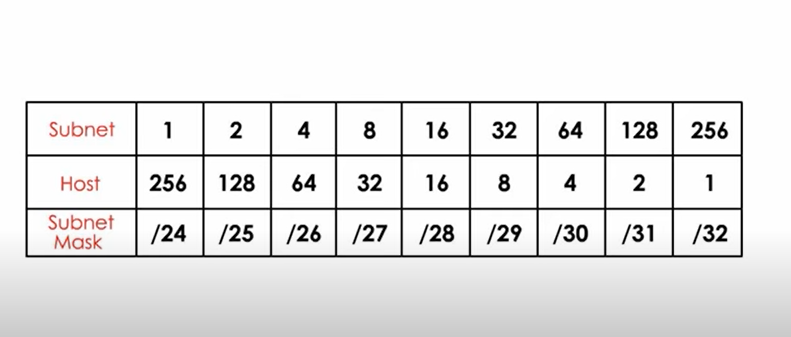 Subnet 1 2 4 8 16 32 64 128 256
Host 256 128 64 32 16 8 4 2 1
Subnet
Mask /24 /25 /26 /27 /28 /29 /30 /31 /32